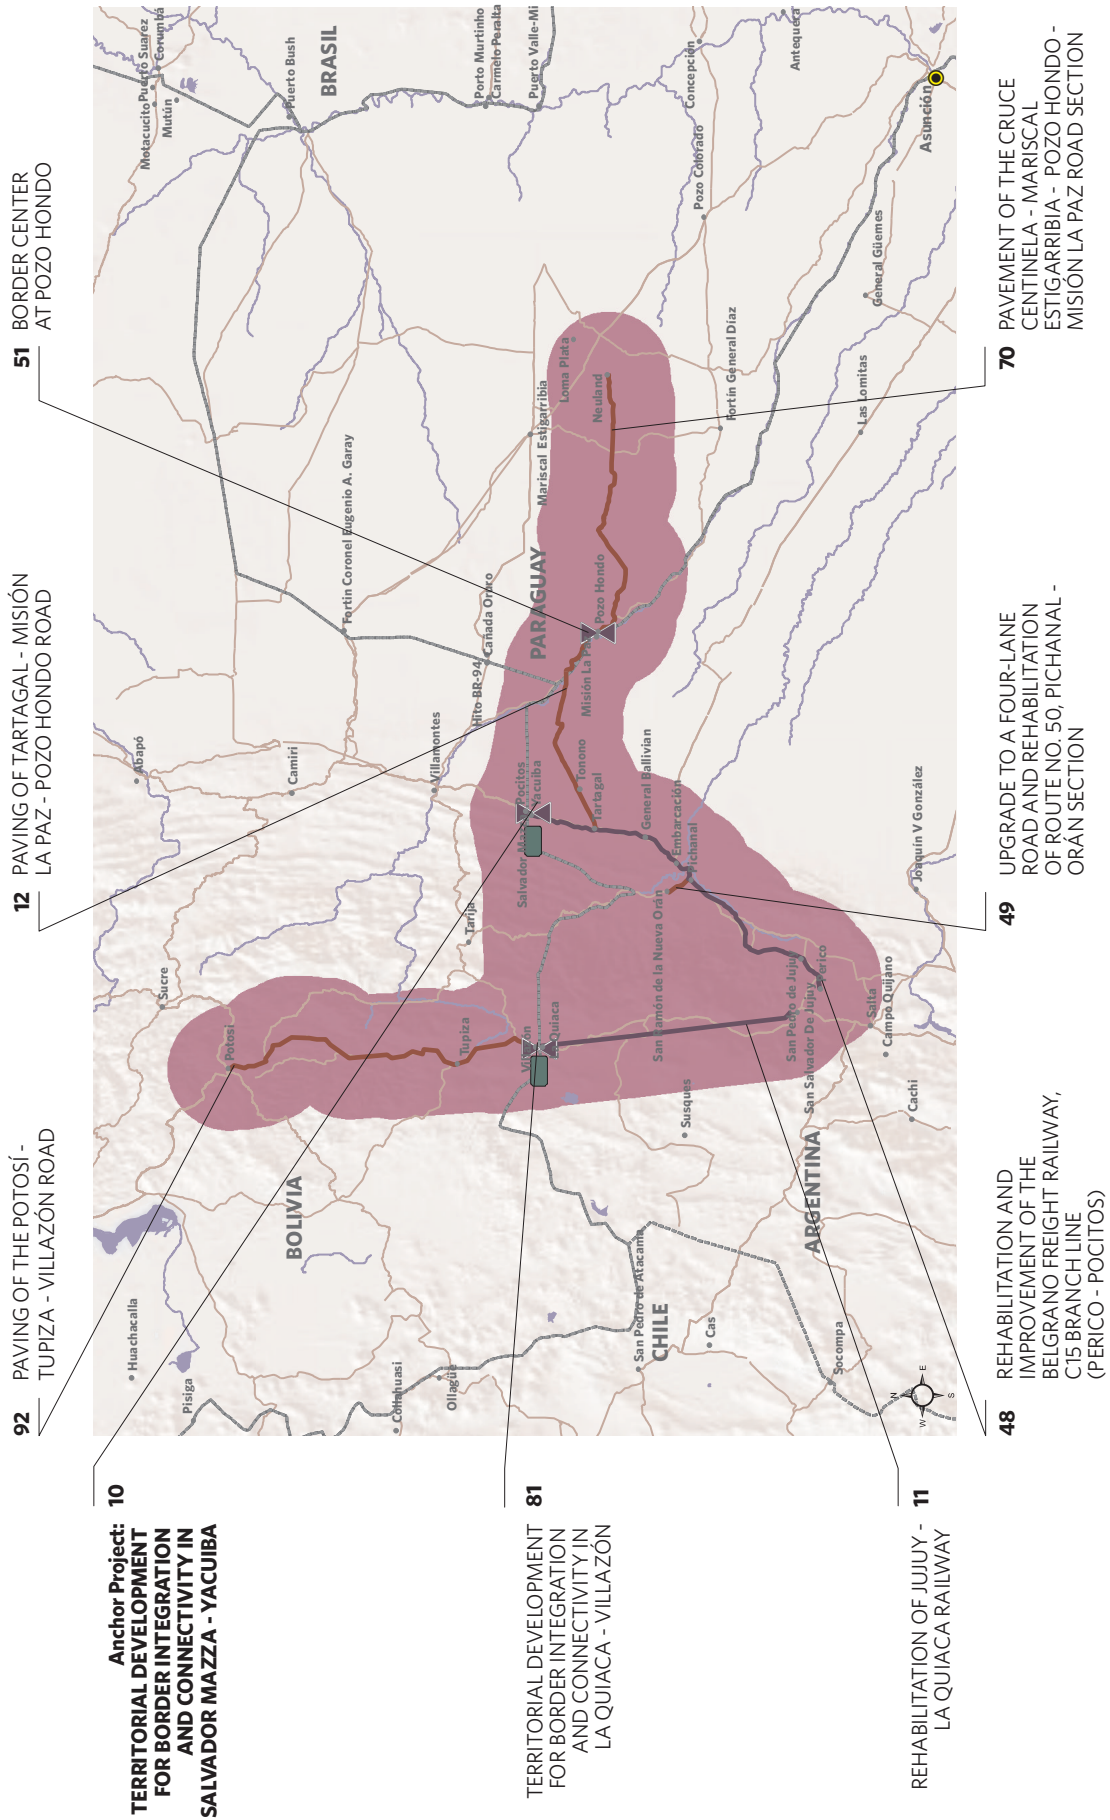 92
PAVING OF THE POTOSÍ -
TUPIZA - VILLAZÓN ROAD
12
PAVING OF TARTAGAL - MISIÓN
LA PAZ - POZO HONDO ROAD
51
BORDER CENTER
AT POZO HONDO
10
Anchor Project:
TERRITORIAL DEVELOPMENT
FOR BORDER INTEGRATION
AND CONNECTIVITY IN
SALVADOR MAZZA - YACUIBA
81
TERRITORIAL DEVELOPMENT
FOR BORDER INTEGRATION
AND CONNECTIVITY IN
LA QUIACA - VILLAZÓN
11
REHABILITATION OF JUJUY -
LA QUIACA RAILWAY
48
REHABILITATION AND
IMPROVEMENT OF THE
BELGRANO FREIGHT RAILWAY,
C15 BRANCH LINE
(PERICO - POCITOS)
49
UPGRADE TO A FOUR-LANE
ROAD AND REHABILITATION
OF ROUTE NO. 50, PICHANAL -
ORÁN SECTION
70
PAVEMENT OF THE CRUCE
CENTINELA - MARISCAL
ESTIGARRIBIA - POZO HONDO -
MISIÓN LA PAZ ROAD SECTION
Huachacalla
Pisiga
Collahuasi
Ollagüe
BOLIVIA
Sucre
Potosí
Tupiza
Tarija
Abapó
Camiri
Villamontes
Fortín Coronel Eugenio A. Garay
Hito BR-94
Cañada Oruro
Motacucito
Puerto Suarez
Corumbá
Mutún
Puerto Bush
BRASIL
Porto Murtinho
Carmelo Peralta
Puerto Valle-Mi
Salvador
Pocitos
Yacuiba
Quiaca
PARAGUAY
Mariscal Estigarribia
Loma Plata
Neuland
Pozo Hondo
Misión La
Tonono
Tartagal
General Ballivian
Embarcación
Pichanal
San Ramón de la Nueva Orán
San Pedro de Atacama
CHILE
Cas
Socompa
Susques
ARGENTINA
San Pedro de Jujuy
San Salvador De Jujuy
Perico
Salta
Campo Quijano
Cachi
Joaquín V González
Las Lomitas
Fortín General Díaz
General Güemes
Pozo Colorado
Concepción
Antequera
Asunción
N
E
S
W